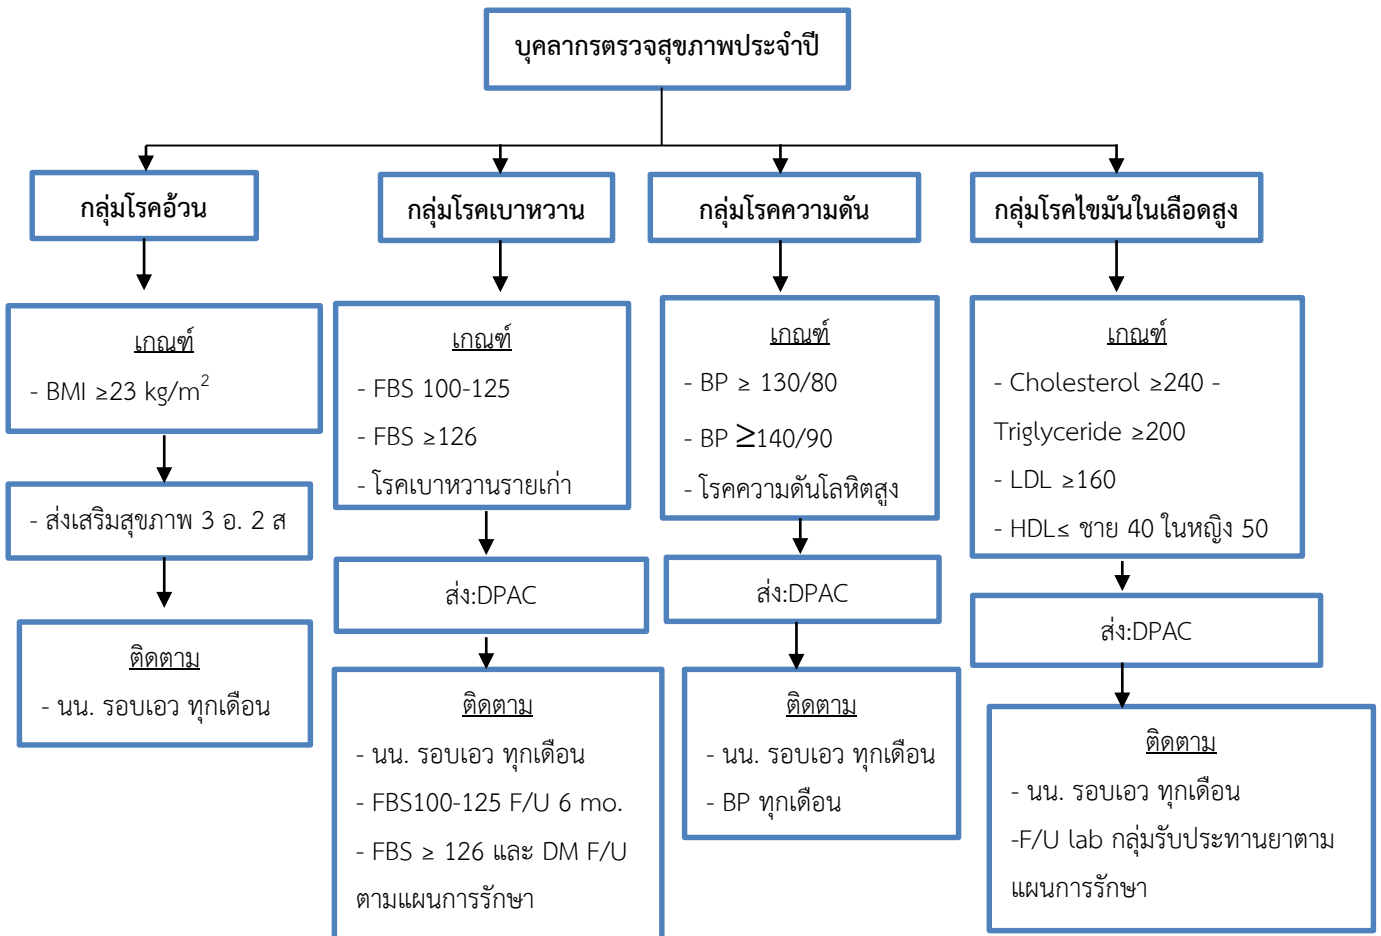 บุคลากรตรวจสุขภาพประจำปี
กลุ่มโรคอ้วน
กลุ่มโรคเบาหวาน
กลุ่มโรคความดัน
กลุ่มโรคไขมันในเลือดสูง
เกณฑ์
- BMI ≥23 kg/m²
- ส่งเสริมสุขภาพ 3 อ. 2 ส
ติดตาม
- นน. รอบเอว ทุกเดือน
เกณฑ์
- FBS 100-125
- FBS ≥126
- โรคเบาหวานรายเก่า
ส่ง:DPAC
ติดตาม
- นน. รอบเอว ทุกเดือน
- FBS100-125 F/U 6 mo.
- FBS ≥ 126 และ DM F/U
ตามแผนการรักษา
เกณฑ์
- BP ≥ 130/80
- BP ≥140/90
- โรคความดันโลหิตสูง
ส่ง:DPAC
ติดตาม
- นน. รอบเอว ทุกเดือน
- BP ทุกเดือน
เกณฑ์
- Cholesterol ≥240 -
Triglyceride ≥200
- LDL ≥160
- HDL≤ ชาย 40 ในหญิง 50
ส่ง:DPAC
ติดตาม
- นน. รอบเอว ทุกเดือน
-F/U lab กลุ่มรับประทานยาตาม
แผนการรักษา